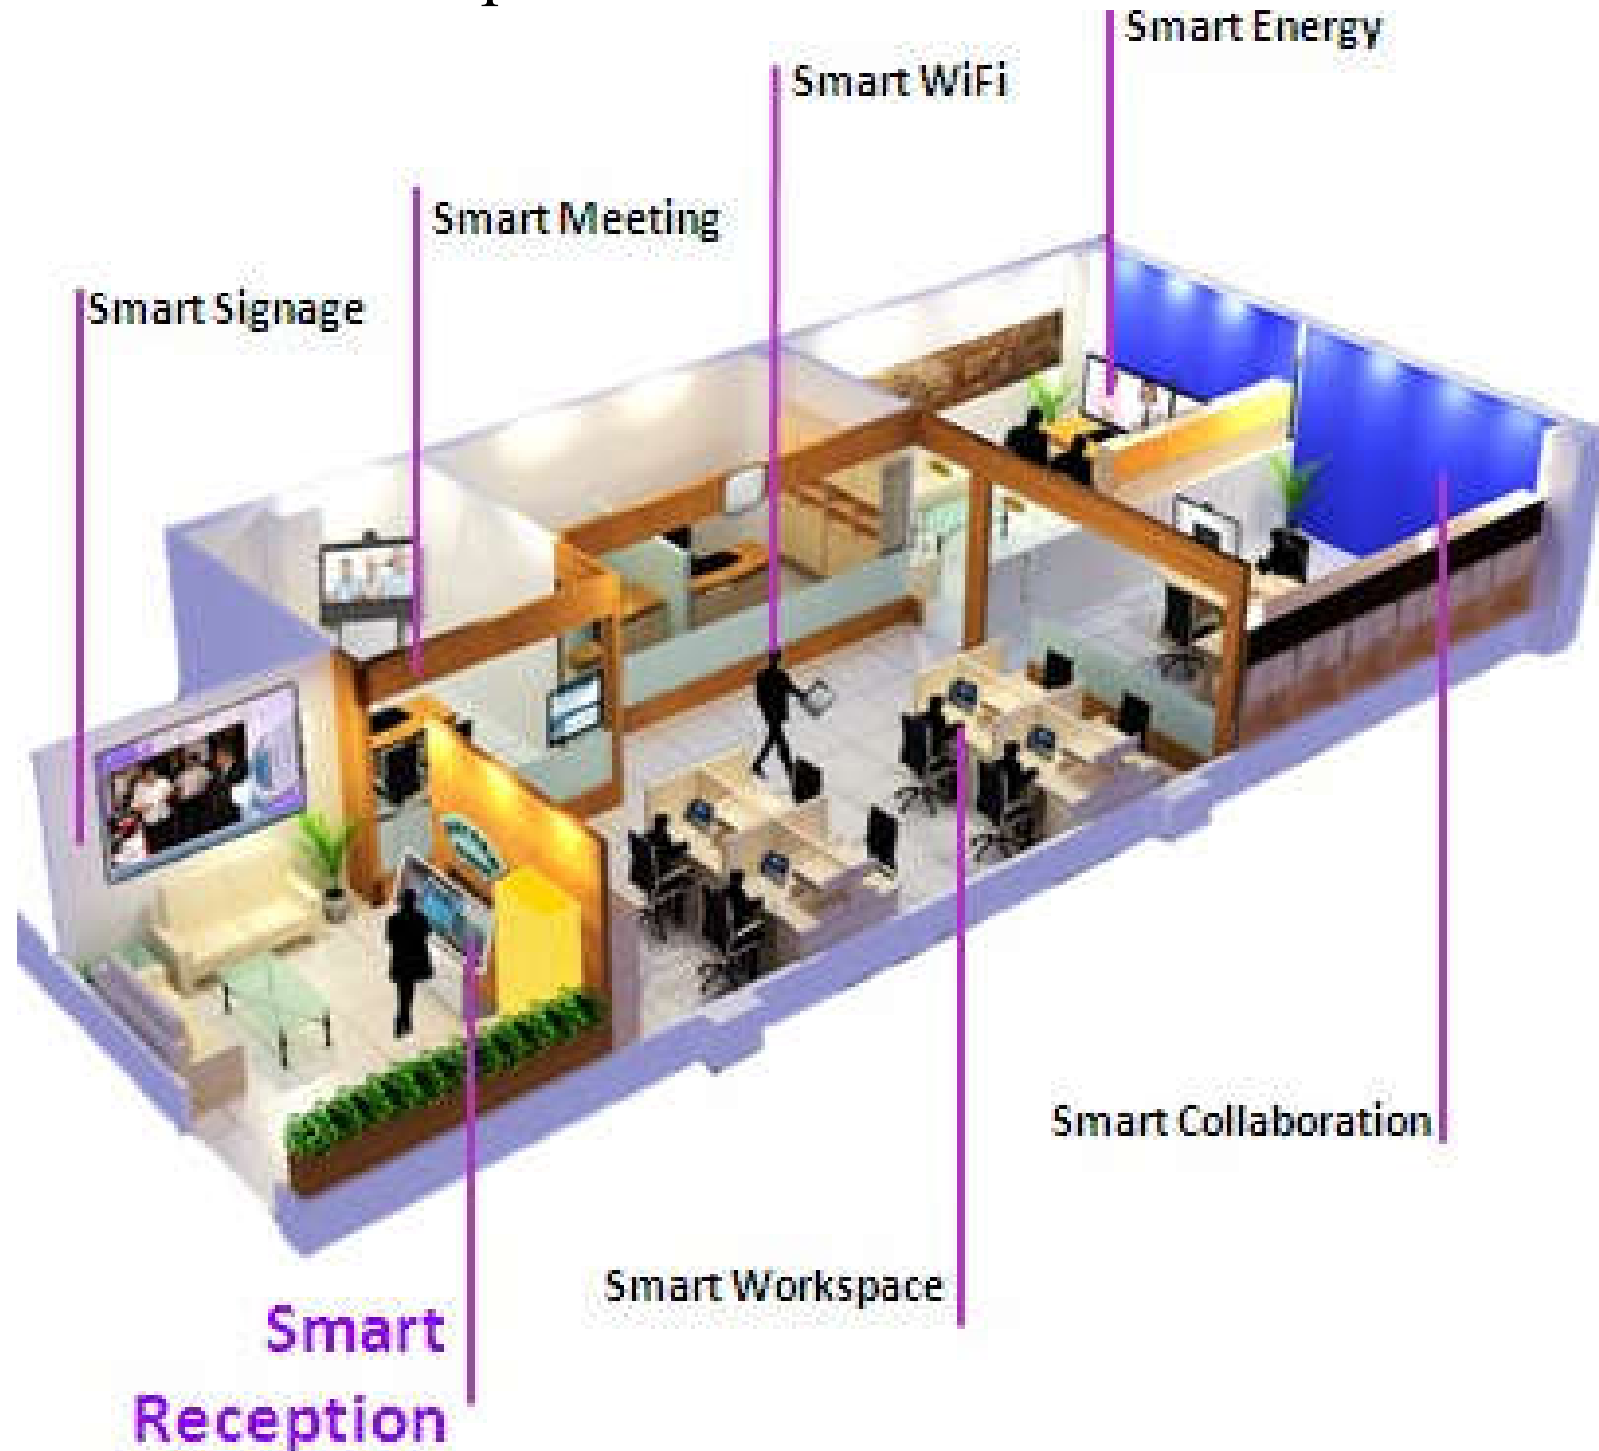 Smart Energy
Smart WiFi
Smart Meeting
Smart Signage
Smart Collaboration
Smart Workspace
Smart
Reception